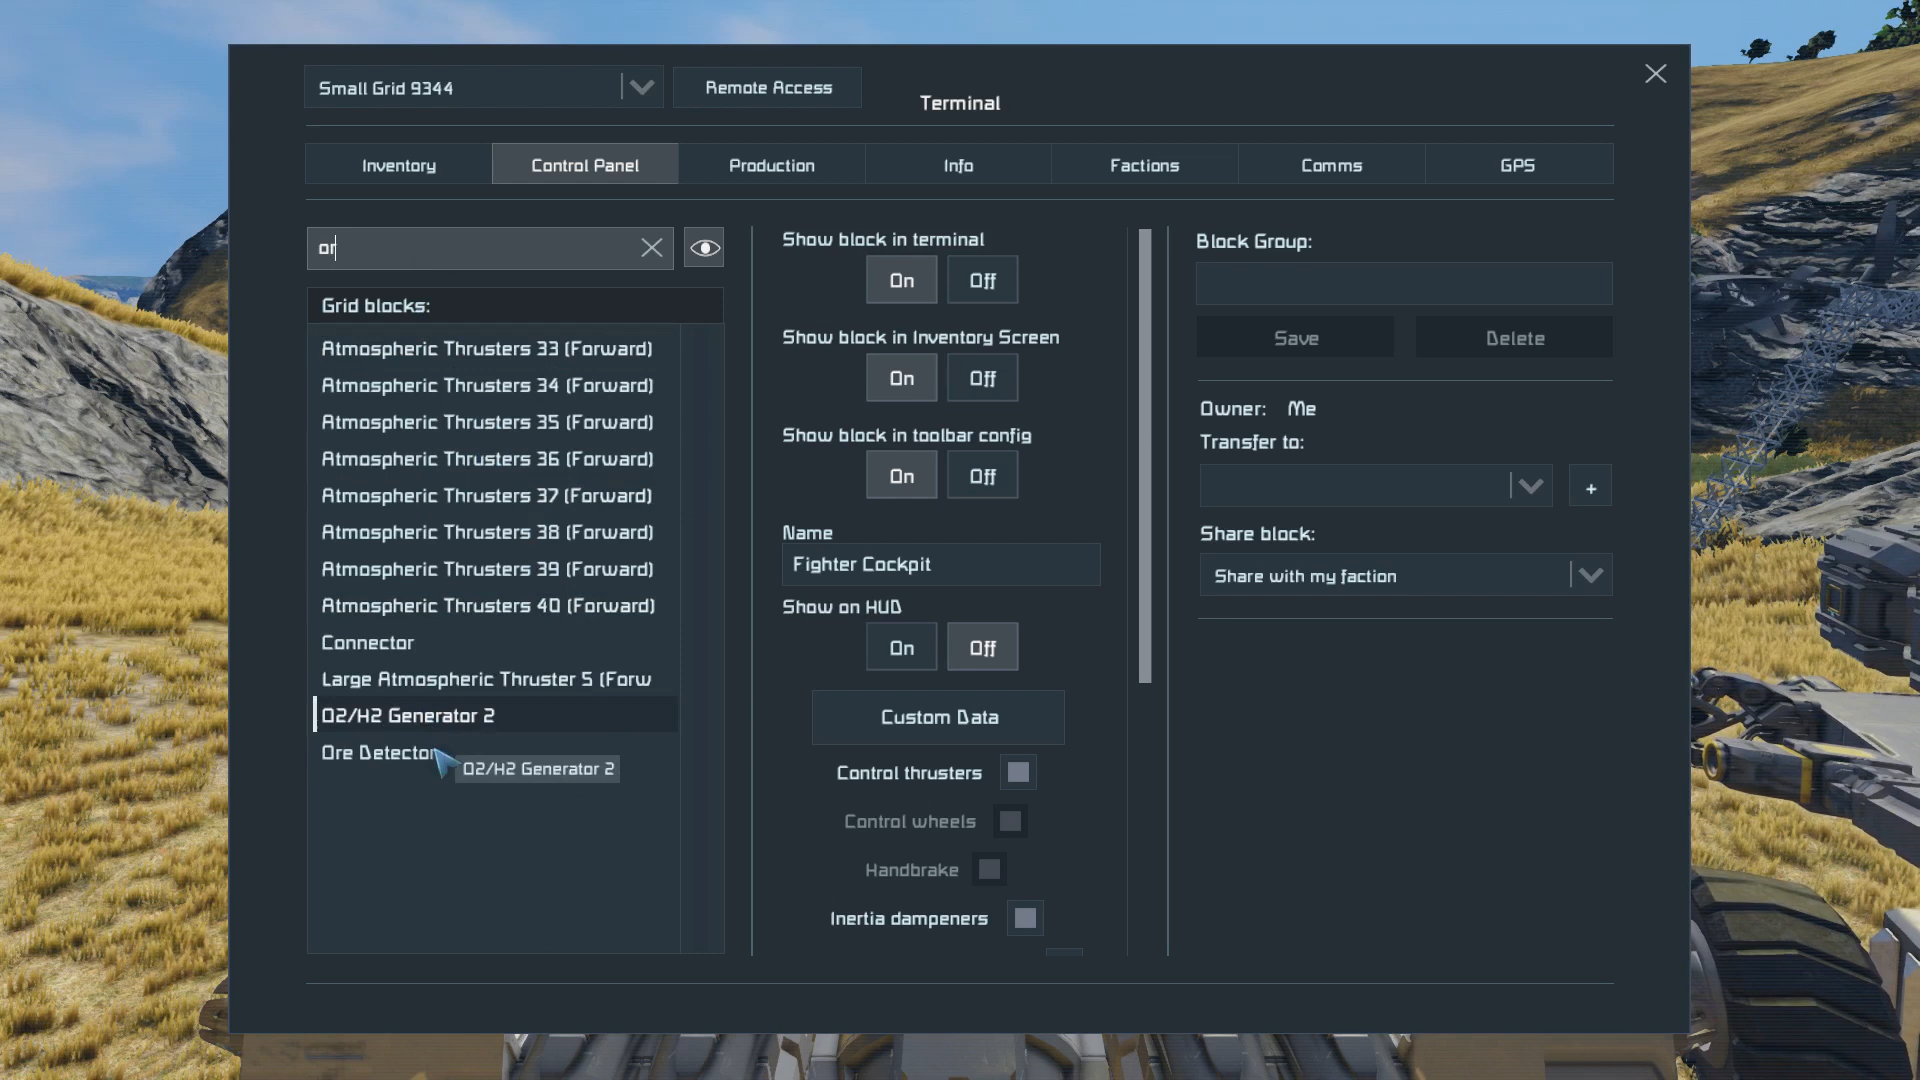 Small Grid 9344
Remote Access
Terminal
Inventory
Control Panel
Production
Info
Factions
Comms
GPS
or
Grid blocks:
Atmospheric Thrusters 33 (Forward)
Atmospheric Thrusters 34 (Forward)
Atmospheric Thrusters 35 (Forward)
Atmospheric Thrusters 36 (Forward)
Atmospheric Thrusters 37 (Forward)
Atmospheric Thrusters 38 (Forward)
Atmospheric Thrusters 39 (Forward)
Atmospheric Thrusters 40 (Forward)
Connector
Large Atmospheric Thruster 5 (Forw
O2/H2 Generator 2
Ore Detector
O2/H2 Generator 2
Show block in terminal
On Off
Show block in Inventory Screen
On Off
Show block in toolbar config
On Off
Name
Fighter Cockpit
Show on HUD
On Off
Custom Data
Control thrusters
Control wheels
Handbrake
Inertia dampeners
Block Group:
Save Delete
Owner: Me
Transfer to:
+
Share block:
Share with my faction